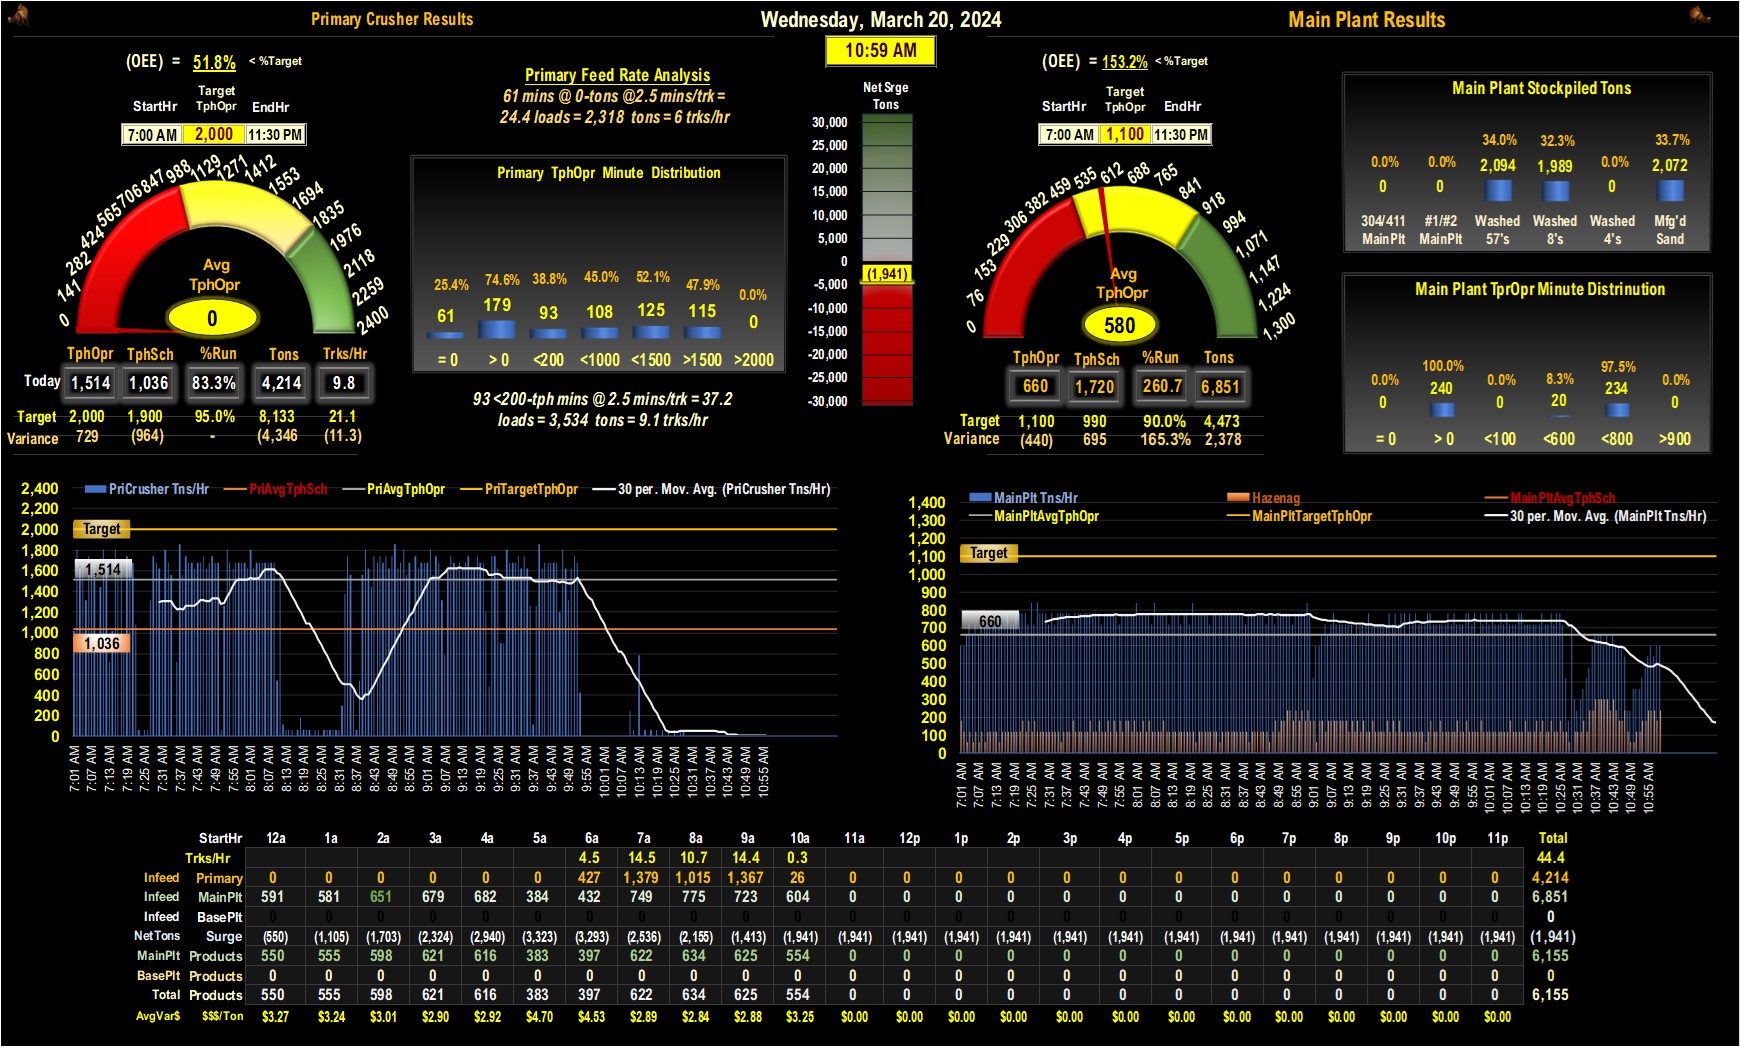 Primary Crusher Results
Wednesday, March 20, 2024
Main Plant Results
10:59 AM
(OEE) = 51.8% < %Target
StartHr Target TphOpr EndHr
7:00 AM 2,000 11:30 PM
0 141 282 424 565 706 847 988 1129 1271 1412 1553 1694 1835 1976 2118 2259 2400
Avg
TphOpr
0
TphOpr TphSch %Run Tons Trks/Hr
Today 1,514 1,036 83.3% 4,214 9.8
Target 2,000 1,900 95.0% 8,133 21.1
Variance 729 (964) - (4,346) (11.3)
Primary Feed Rate Analysis
61 mins @ 0-tons @2.5 mins/trk =
24.4 loads = 2,318 tons = 6 trks/hr
Primary TphOpr Minute Distribution
25.4% 74.6% 38.8% 45.0% 52.1% 47.9% 0.0%
61 179 93 108 125 115 0
= 0 > 0 <200 <1000 <1500 >1500 >2000
93 <200-tph mins @ 2.5 mins/trk = 37.2
loads = 3,534 tons = 9.1 trks/hr
Net Srge
Tons
30,000
25,000
20,000
15,000
10,000
5,000
0
(1,941)
-5,000
-10,000
-15,000
-20,000
-25,000
-30,000
(OEE) = 153.2% < %Target
StartHr Target TphOpr EndHr
7:00 AM 1,100 11:30 PM
0 76 153 229 306 382 459 535 612 688 765 841 918 994 1,071 1,147 1,224 1,300
Avg
TphOpr
580
TphOpr TphSch %Run Tons
660 1,720 260.7 6,851
Target 1,100 990 90.0% 4,473
Variance (440) 695 165.3% 2,378
Main Plant Stockpiled Tons
0.0% 0.0% 34.0% 32.3% 0.0% 33.7%
0 0 2,094 1,989 0 2,072
304/411 #1/#2 Washed Washed Washed Mfg'd
MainPlt MainPlt 57's 8's 4's Sand
Main Plant TprOpr Minute Distrinution
0.0% 100.0% 0.0% 8.3% 97.5% 0.0%
0 240 0 20 234 0
= 0 > 0 <100 <600 <800 >900
PriCrusher Tns/Hr PriAvgTphSch PriAvgTphOpr PriTargetTphOpr 30 per. Mov. Avg. (PriCrusher Tns/Hr)
2,400
2,200
2,000
1,800
1,600
1,400
1,200
1,000
800
600
400
200
0
Target
1,514
1,036
7:01 AM 7:07 AM 7:13 AM 7:19 AM 7:25 AM 7:31 AM 7:37 AM 7:43 AM 7:49 AM 7:55 AM 8:01 AM 8:07 AM 8:13 AM 8:19 AM 8:25 AM 8:31 AM 8:37 AM 8:43 AM 8:49 AM 8:55 AM 9:01 AM 9:07 AM 9:13 AM 9:19 AM 9:25 AM 9:31 AM 9:37 AM 9:43 AM 9:49 AM 9:55 AM 10:01 AM 10:07 AM 10:13 AM 10:19 AM 10:25 AM 10:31 AM 10:37 AM 10:43 AM 10:49 AM 10:55 AM
MainPlt Tns/Hr Hazenag MainPltAvgTphSch
MainPltAvgTphOpr MainPltTargetTphOpr 30 per. Mov. Avg. (MainPlt Tns/Hr)
1,400
1,300
1,200
1,100
1,000
900
800
700
600
500
400
300
200
100
0
Target
660
7:01 AM 7:07 AM 7:13 AM 7:19 AM 7:25 AM 7:31 AM 7:37 AM 7:43 AM 7:49 AM 7:55 AM 8:01 AM 8:07 AM 8:13 AM 8:19 AM 8:25 AM 8:31 AM 8:37 AM 8:43 AM 8:49 AM 8:55 AM 9:01 AM 9:07 AM 9:13 AM 9:19 AM 9:25 AM 9:31 AM 9:37 AM 9:43 AM 9:49 AM 9:55 AM 10:01 AM 10:07 AM 10:13 AM 10:19 AM 10:25 AM 10:31 AM 10:37 AM 10:43 AM 10:49 AM 10:55 AM
StartHr 12a 1a 2a 3a 4a 5a 6a 7a 8a 9a 10a 11a 12p 1p 2p 3p 4p 5p 6p 7p 8p 9p 10p 11p Total
Trks/Hr 4.5 14.5 10.7 14.4 0.3 44.4
Infeed Primary 0 0 0 0 0 0 427 1,379 1,015 1,367 26 0 0 0 0 0 0 0 0 0 0 0 0 0 4,214
Infeed MainPlt 591 581 651 679 682 384 432 749 775 723 604 0 0 0 0 0 0 0 0 0 0 0 0 0 6,851
Infeed BasePlt 0 0 0 0 0 0 0 0 0 0 0 0 0 0 0 0 0 0 0 0 0 0 0 0 0
NetTons Surge (550) (1,105) (1,703) (2,324) (2,940) (3,323) (3,293) (2,536) (2,155) (1,413) (1,941) (1,941) (1,941) (1,941) (1,941) (1,941) (1,941) (1,941) (1,941) (1,941) (1,941) (1,941) (1,941) (1,941) (1,941)
MainPlt Products 550 555 598 621 616 383 397 622 634 625 554 0 0 0 0 0 0 0 0 0 0 0 0 0 6,155
BasePlt Products 0 0 0 0 0 0 0 0 0 0 0 0 0 0 0 0 0 0 0 0 0 0 0 0 0
Total Products 550 555 598 621 616 383 397 622 634 625 554 0 0 0 0 0 0 0 0 0 0 0 0 0 6,155
AvgVar$ $$$/Ton $3.27 $3.24 $3.01 $2.90 $2.92 $4.70 $4.53 $2.89 $2.84 $2.88 $3.25 $0.00 $0.00 $0.00 $0.00 $0.00 $0.00 $0.00 $0.00 $0.00 $0.00 $0.00 $0.00 $0.00